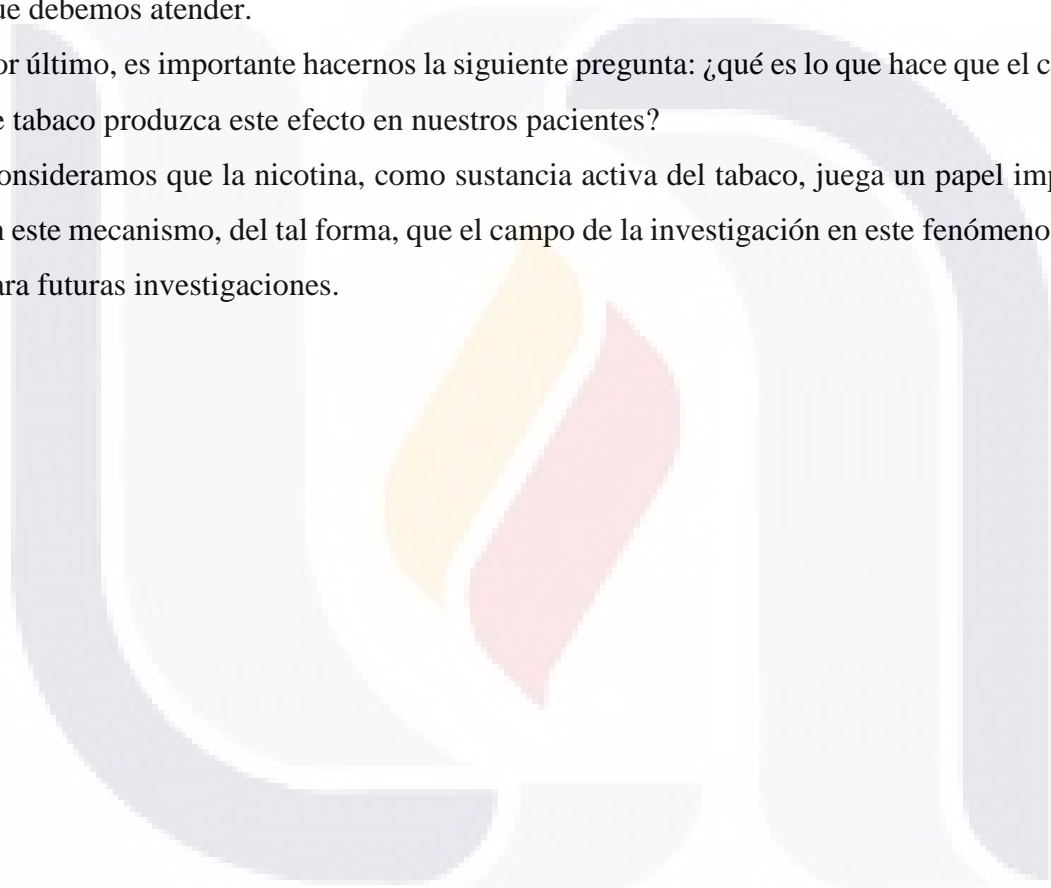 ue debemos atender.
or último, es importante hacernos la siguiente pregunta: ¿qué es lo que hace que el c
e tabaco produzca este efecto en nuestros pacientes?
onsideramos que la nicotina, como sustancia activa del tabaco, juega un papel imp
n este mecanismo, del tal forma, que el campo de la investigación en este fenómeno
ara futuras investigaciones.